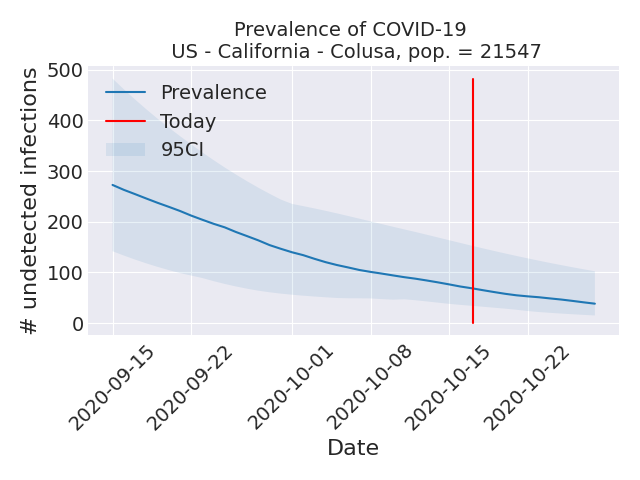 Prevalence of COVID-19
US - California - Colusa, pop. = 21547
# undetected infections
500
400
300
200
100
0
Prevalence
Today
95CI
2020-09-15
2020-09-22
2020-10-01
2020-10-08
2020-10-15
2020-10-22
Date